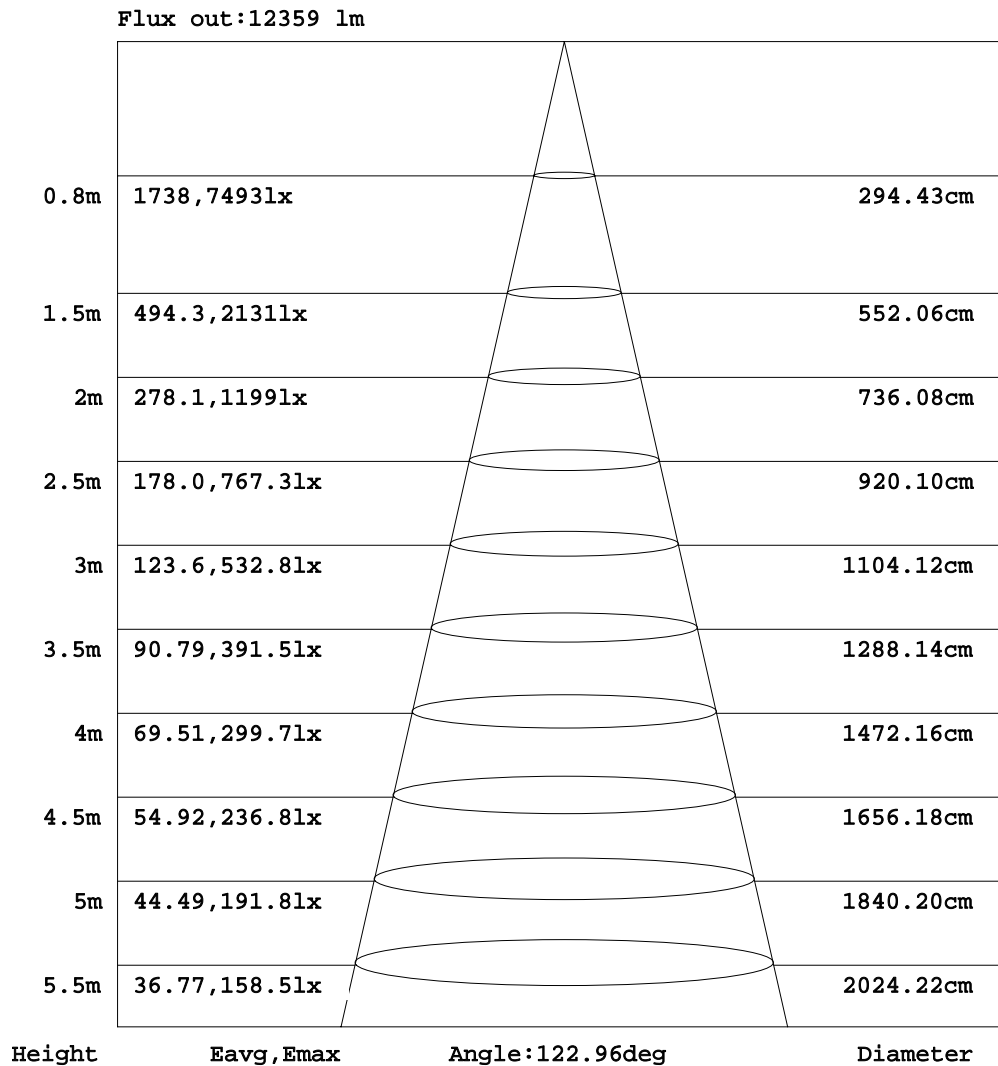 Flux out:12359 lm
0.8m 1738,7493lx 294.43cm
1.5m 494.3,2131lx 552.06cm
2m 278.1,1199lx 736.08cm
2.5m 178.0,767.3lx 920.10cm
3m 123.6,532.8lx 1104.12cm
3.5m 90.79,391.5lx 1288.14cm
4m 69.51,299.7lx 1472.16cm
4.5m 54.92,236.8lx 1656.18cm
5m 44.49,191.8lx 1840.20cm
5.5m 36.77,158.5lx 2024.22cm
Height Eavg,Emax Angle:122.96deg Diameter